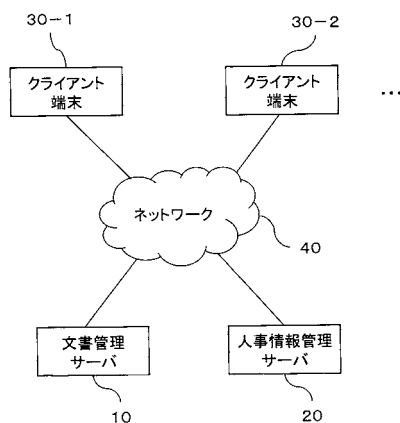 30-1
30-2
クライアント
端末
クライアント
端末
…
ネットワーク
40
文書管理
サーバ
人事情報管理
サーバ
10
20